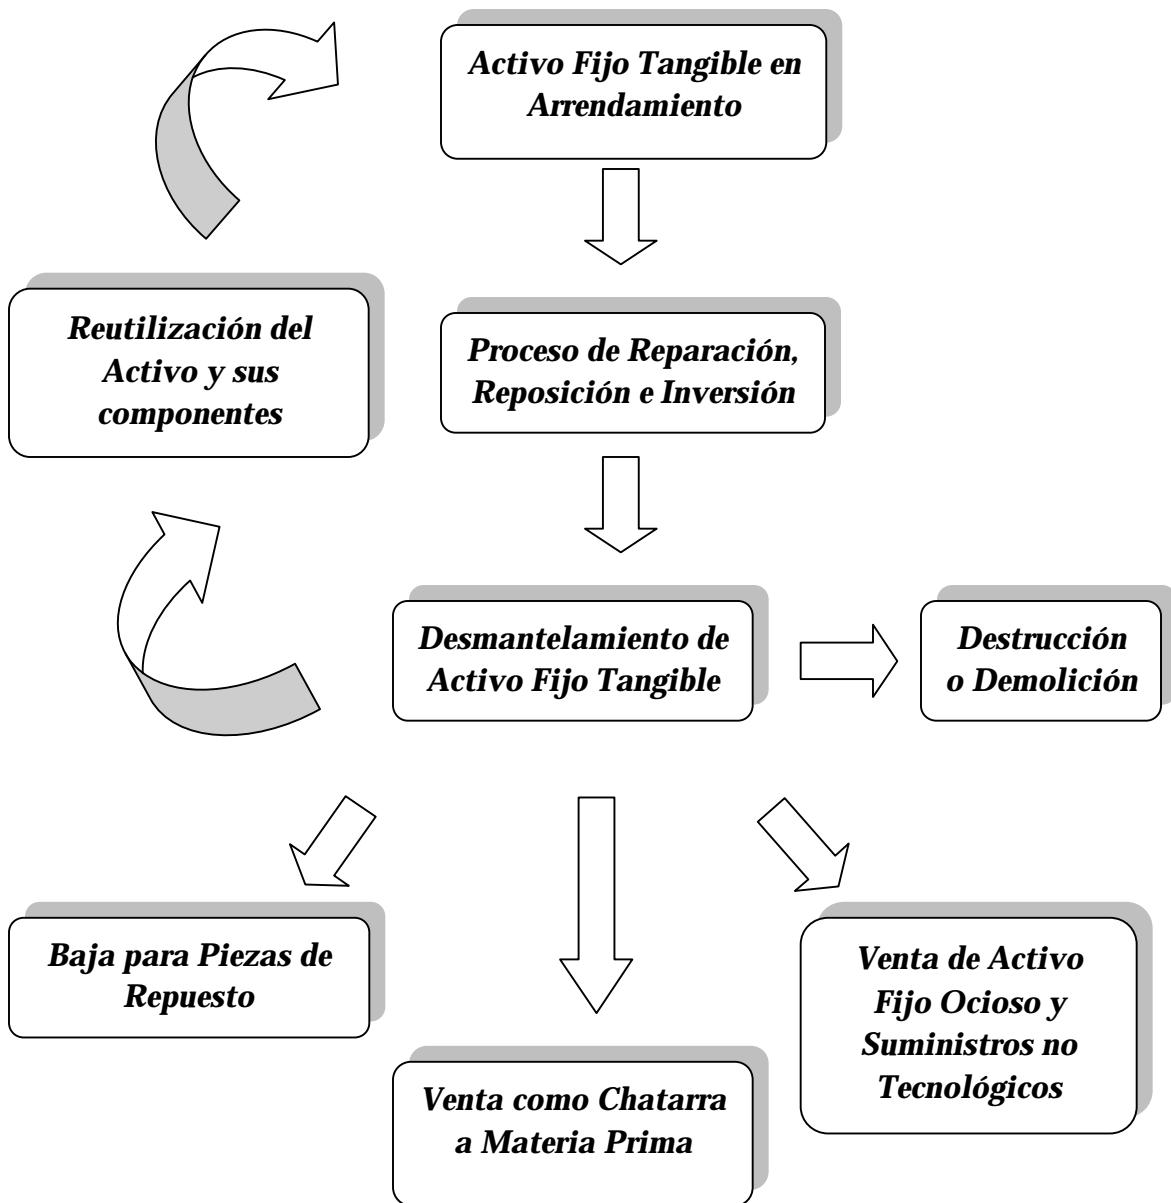 Activo Fijo Tangible en
Arrendamiento
Reutilización del
Activo y sus
componentes
Proceso de Reparación,
Reposición e Inversión
Desmantelamiento de
Activo Fijo Tangible
Destrucción
o Demolición
Baja para Piezas de
Repuesto
Venta como Chatarra
a Materia Prima
Venta de Activo
Fijo Ocioso y
Suministros no
Tecnológicos